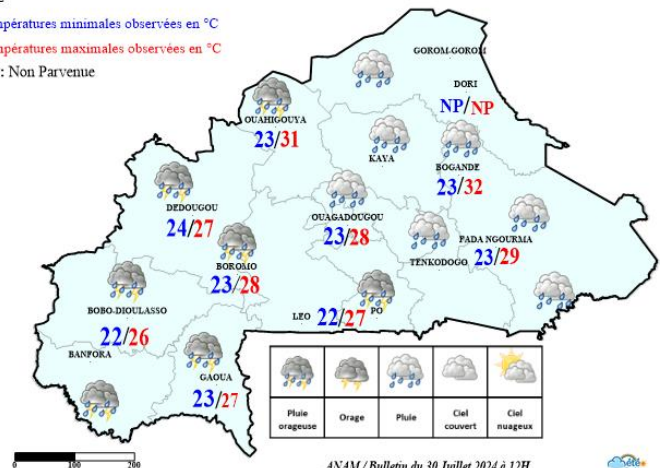 mpératures minimales observées en °C
mpératures maximales observées en °C
: Non Parvenue
GOROM-GOROM
DORI
NP/NP
OUAHIGOUYA
23/31
KAYA
BOGANDE
23/32
DEDOUGOU
24/27
OUAGADOUGOU
23/28
FADA NGOURMA
23/29
TENKODOGO
BOROMO
23/28
BOBO-DIOULASSO
22/26
LEO 22/27 PO
BANFORA
GAOUA
23/27
Pluie orageuse
Orage
Pluie
Ciel couvert
Ciel nuageux
0 100 200
ANAM / Bulletin du 30 Juillet 2024 à 12H
été